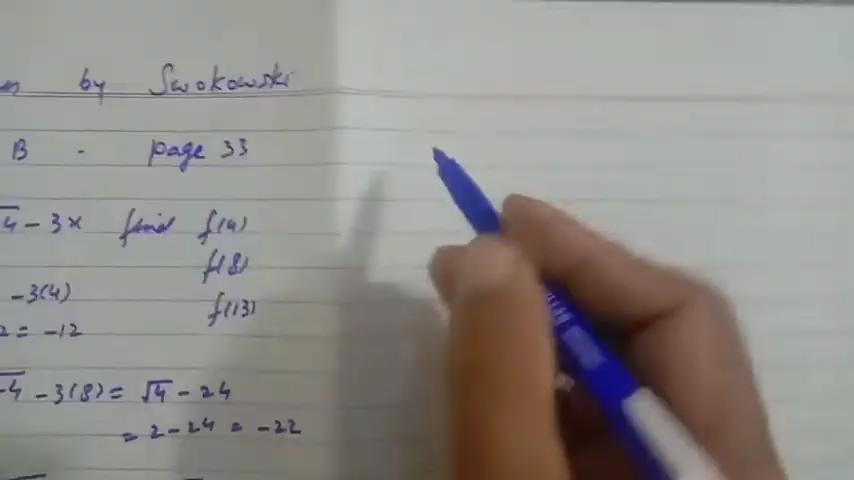 by Swokowski
B - page 33
√4 - 3x find f(4)
f(8)
-3(4)
f(13)
2 = -12
-4 - 3(8) = √4 - 24
= 2 - 24 = -22